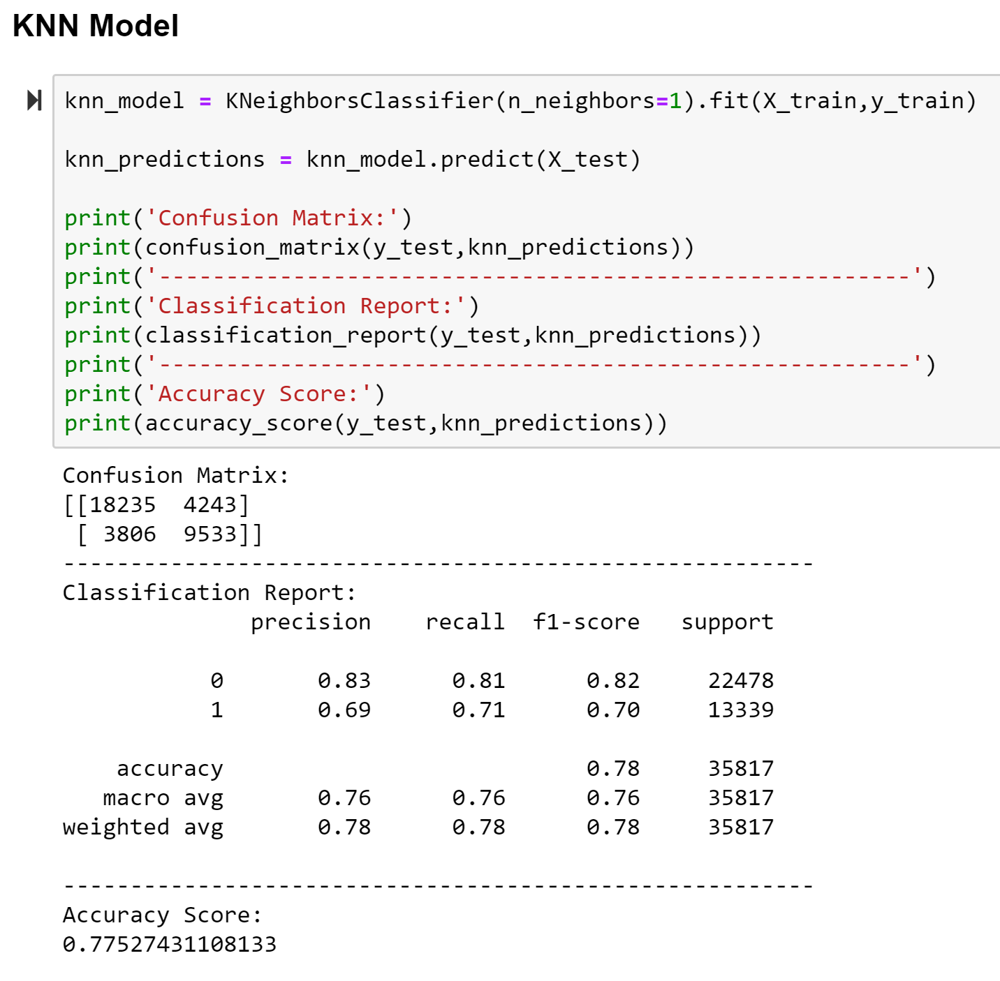 KNN Model
knn_model = KNeighborsClassifier(n_neighbors=1).fit(X_train,y_train)
knn_predictions = knn_model.predict(X_test)
print('Confusion Matrix:')
print(confusion_matrix(y_test,knn_predictions))
print('--------------------------------------------------------')
print('Classification Report:')
print(classification_report(y_test,knn_predictions))
print('--------------------------------------------------------')
print('Accuracy Score:')
print(accuracy_score(y_test,knn_predictions))
Confusion Matrix:
[[18235  4243]
 [ 3806  9533]]
--------------------------------------------------------
Classification Report:
              precision    recall  f1-score   support
           0       0.83      0.81      0.82     22478
           1       0.69      0.71      0.70     13339
    accuracy                           0.78     35817
   macro avg       0.76      0.76      0.76     35817
weighted avg       0.78      0.78      0.78     35817
--------------------------------------------------------
Accuracy Score:
0.77527431108133